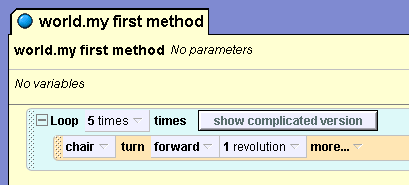 world.my first method
world.my first method No parameters
No variables
Loop 5 times times show complicated version
chair turn forward 1 revolution more...